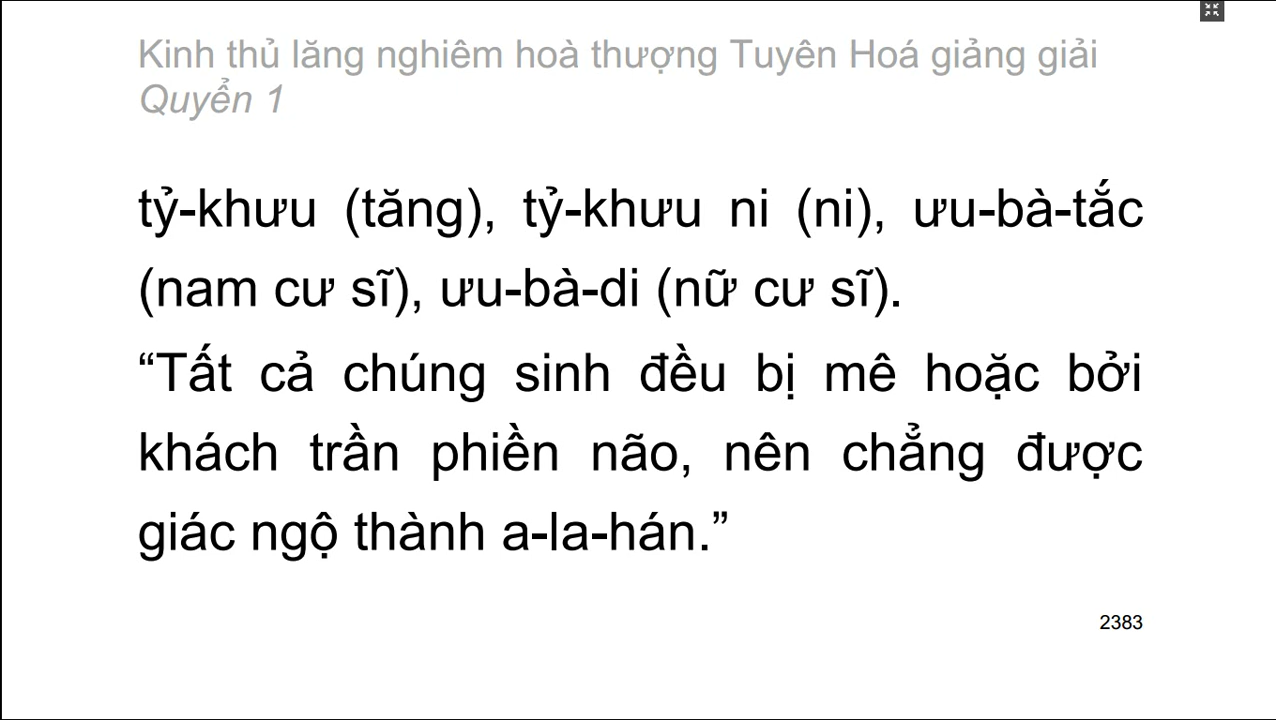 Kinh thủ lăng nghiêm hoà thượng Tuyên Hoá giảng giải
Quyển 1
tỷ-khưu (tăng), tỷ-khưu ni (ni), ưu-bà-tắc
(nam cư sĩ), ưu-bà-di (nữ cư sĩ).
“Tất cả chúng sinh đều bị mê hoặc bởi
khách trần phiền não, nên chẳng được
giác ngộ thành a-la-hán.”
2383